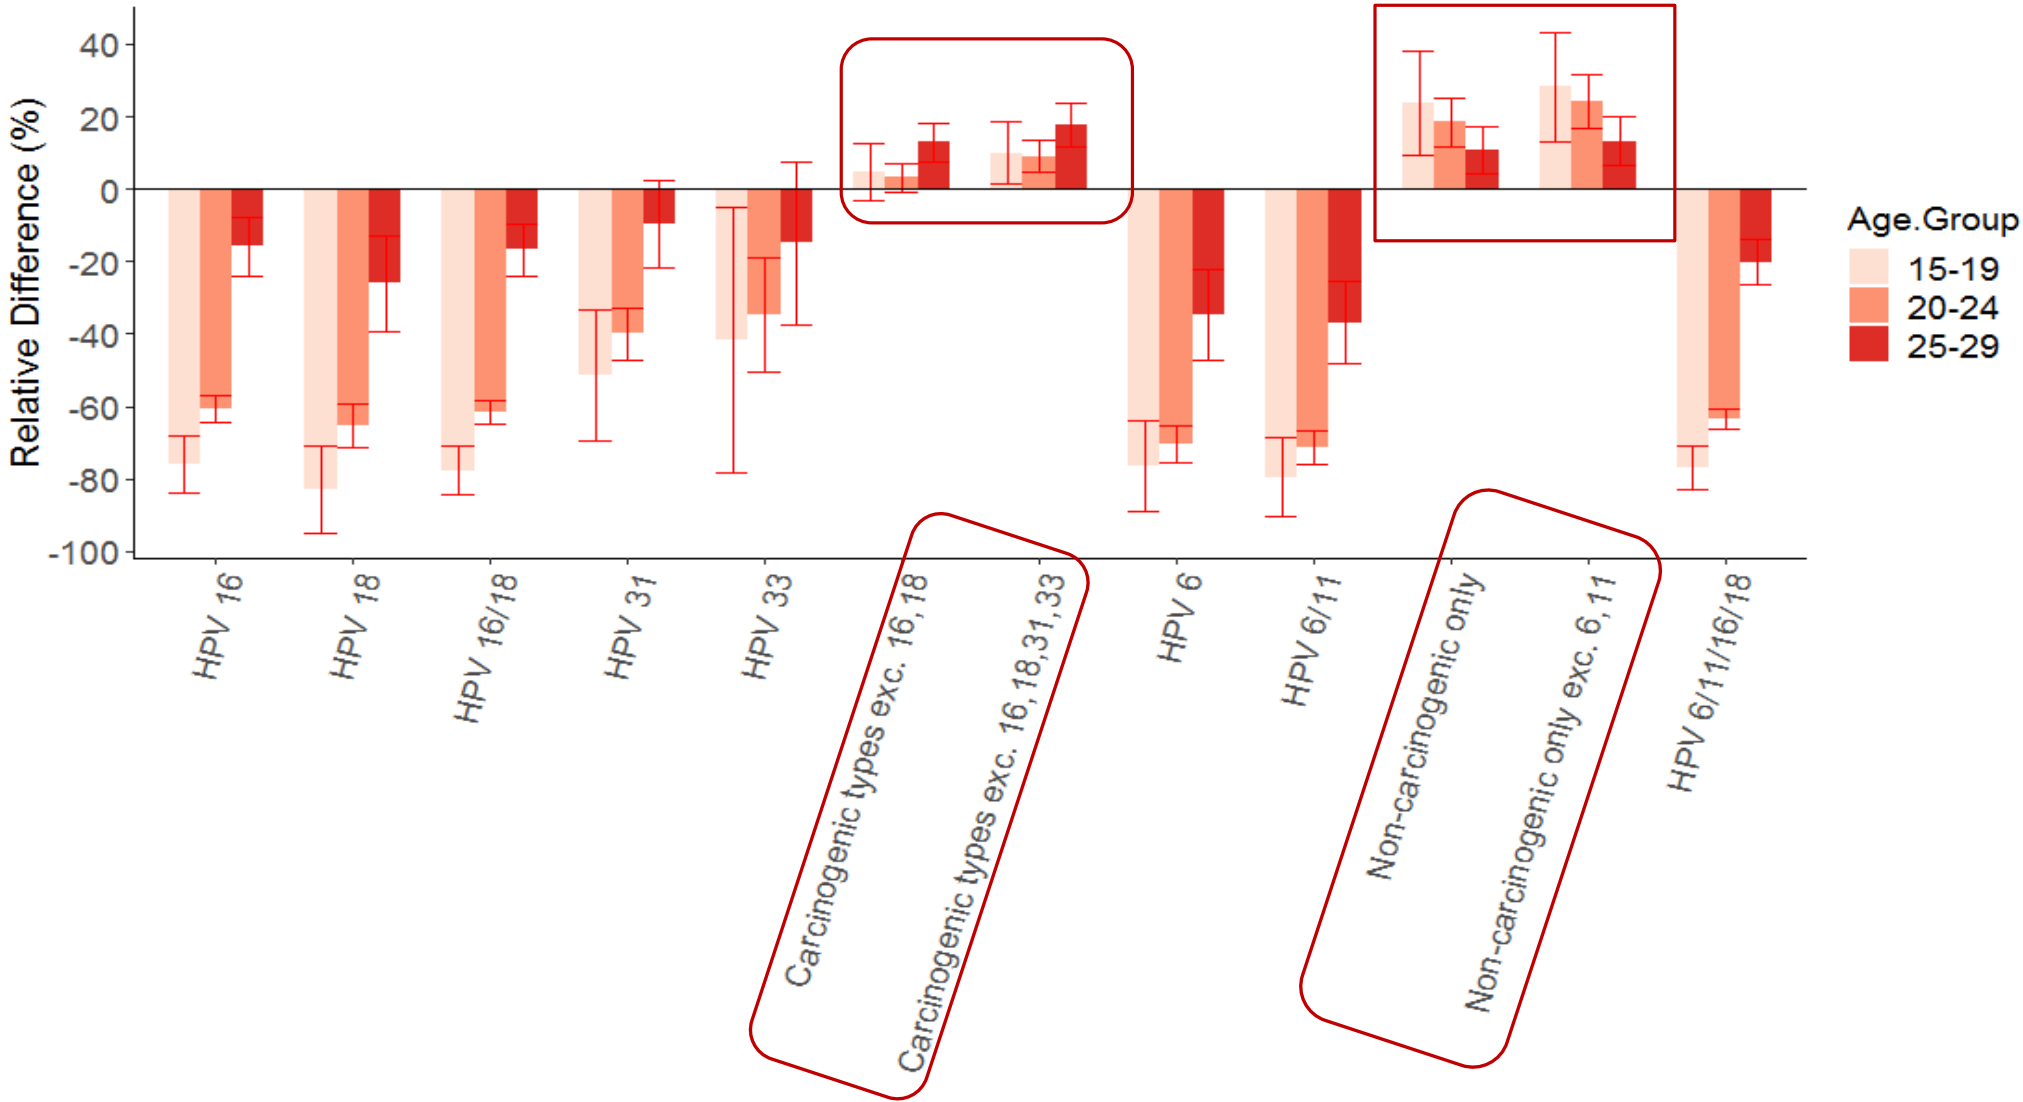 Relative Difference (%)
40
20
0
-20
-40
-60
-80
-100
HPV 16
HPV 18
HPV 16/18
HPV 31
HPV 33
Carcinogenic types exc. 16,18
Carcinogenic types exc. 16,18,31,33
HPV 6
HPV 6/11
Non-carcinogenic only
Non-carcinogenic only exc. 6,11
HPV 6/11/16/18
Age.Group
15-19
20-24
25-29